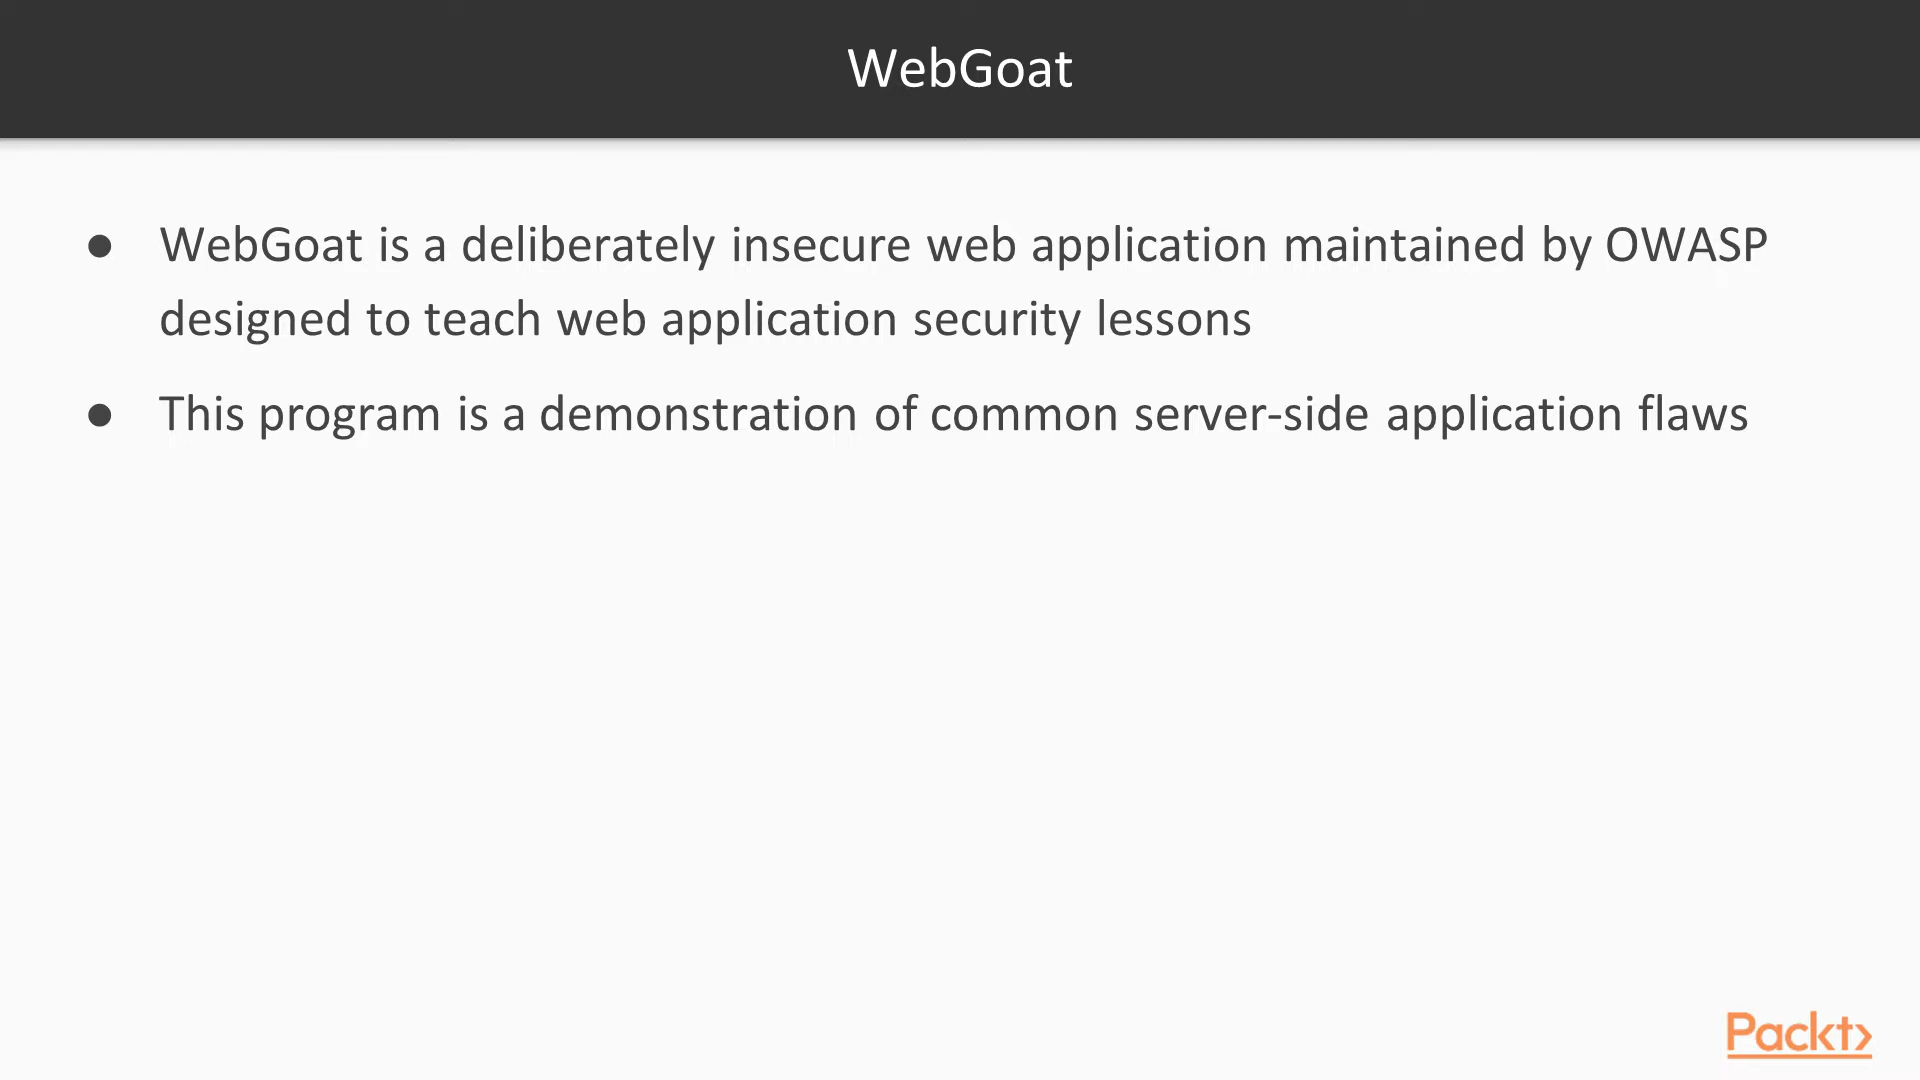 WebGoat
● WebGoat is a deliberately insecure web application maintained by OWASP
designed to teach web application security lessons
● This program is a demonstration of common server-side application flaws
Packt>